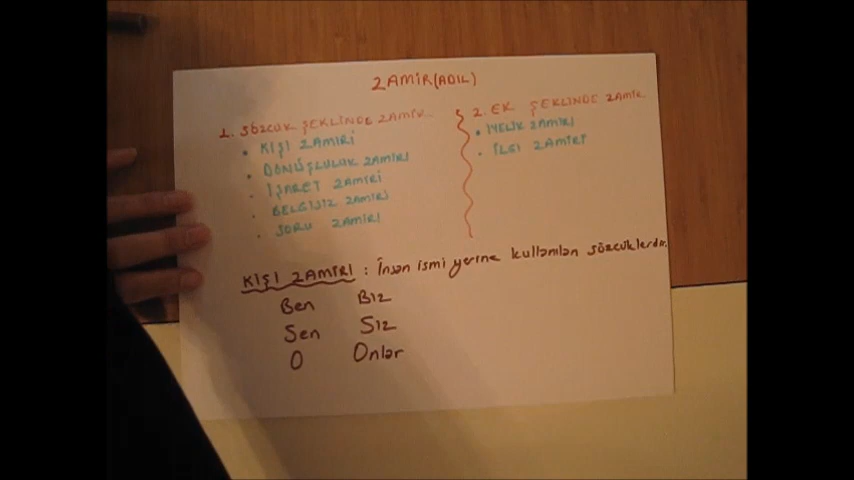 ZAMİR(ADIL)
1. SÖZCÜK ŞEKLİNDE ZAMİR
• KİŞİ ZAMİRİ
• DÖNÜŞLÜLÜK ZAMİRİ
• İŞARET ZAMİRİ
• BELGİSİZ ZAMİRİ
• SORU ZAMİRİ
2. EK ŞEKLİNDE ZAMİR
• İYELİK ZAMİRİ
• İLGİ ZAMİRİ
KİŞİ ZAMİRİ : İnsan ismi yerine kullanılan sözcüklerdir.
Ben Biz
Sen Siz
O Onlar